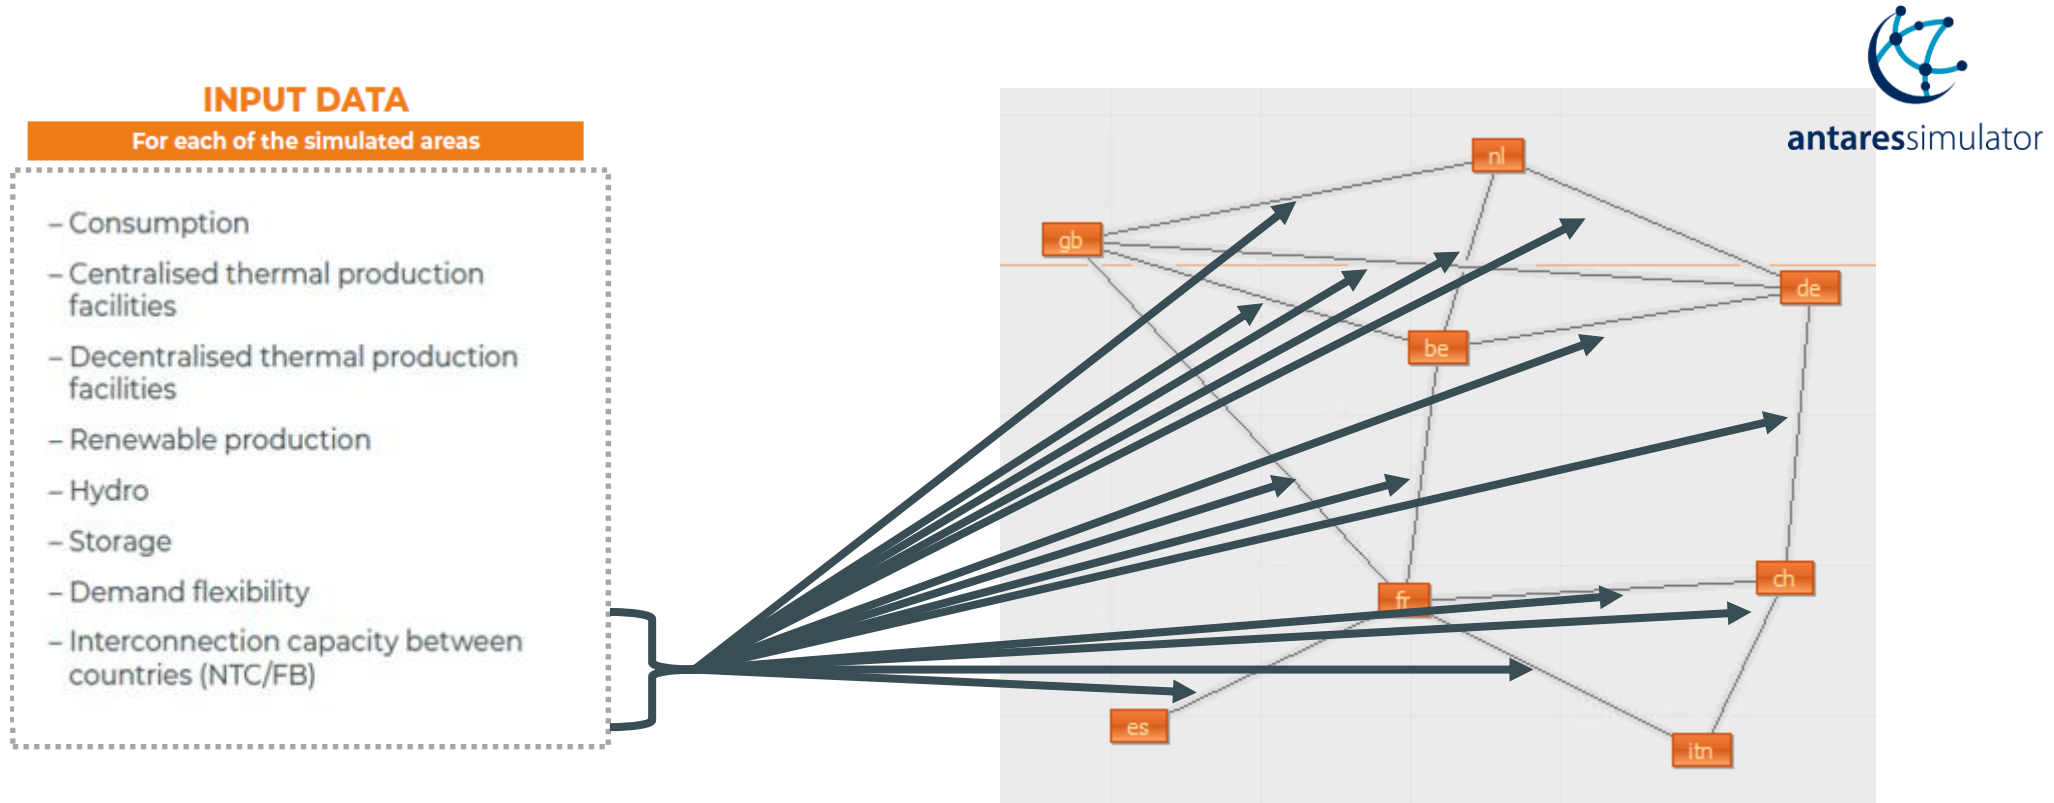 INPUT DATA
For each of the simulated areas
– Consumption
– Centralised thermal production
facilities
– Decentralised thermal production
facilities
– Renewable production
– Hydro
– Storage
– Demand flexibility
– Interconnection capacity between
countries (NTC/FB)
antaressimulator
nl
gb
de
be
ch
fr
es
itn